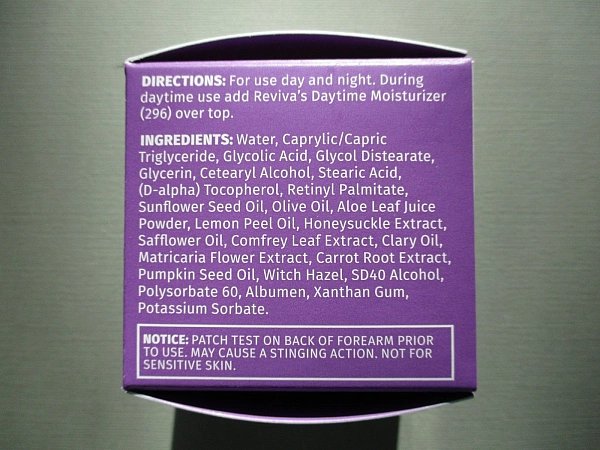 DIRECTIONS: For use day and night. During
daytime use add Reviva's Daytime Moisturizer
(296) over top.
INGREDIENTS: Water, Caprylic/Capric
Triglyceride, Glycolic Acid, Glycol Distearate,
Glycerin, Cetearyl Alcohol, Stearic Acid,
(D-alpha) Tocopherol, Retinyl Palmitate,
Sunflower Seed Oil, Olive Oil, Aloe Leaf Juice
Powder, Lemon Peel Oil, Honeysuckle Extract,
Safflower Oil, Comfrey Leaf Extract, Clary Oil,
Matricaria Flower Extract, Carrot Root Extract,
Pumpkin Seed Oil, Witch Hazel, SD40 Alcohol,
Polysorbate 60, Albumen, Xanthan Gum,
Potassium Sorbate.
NOTICE: PATCH TEST ON BACK OF FOREARM PRIOR
TO USE. MAY CAUSE A STINGING ACTION. NOT FOR
SENSITIVE SKIN.